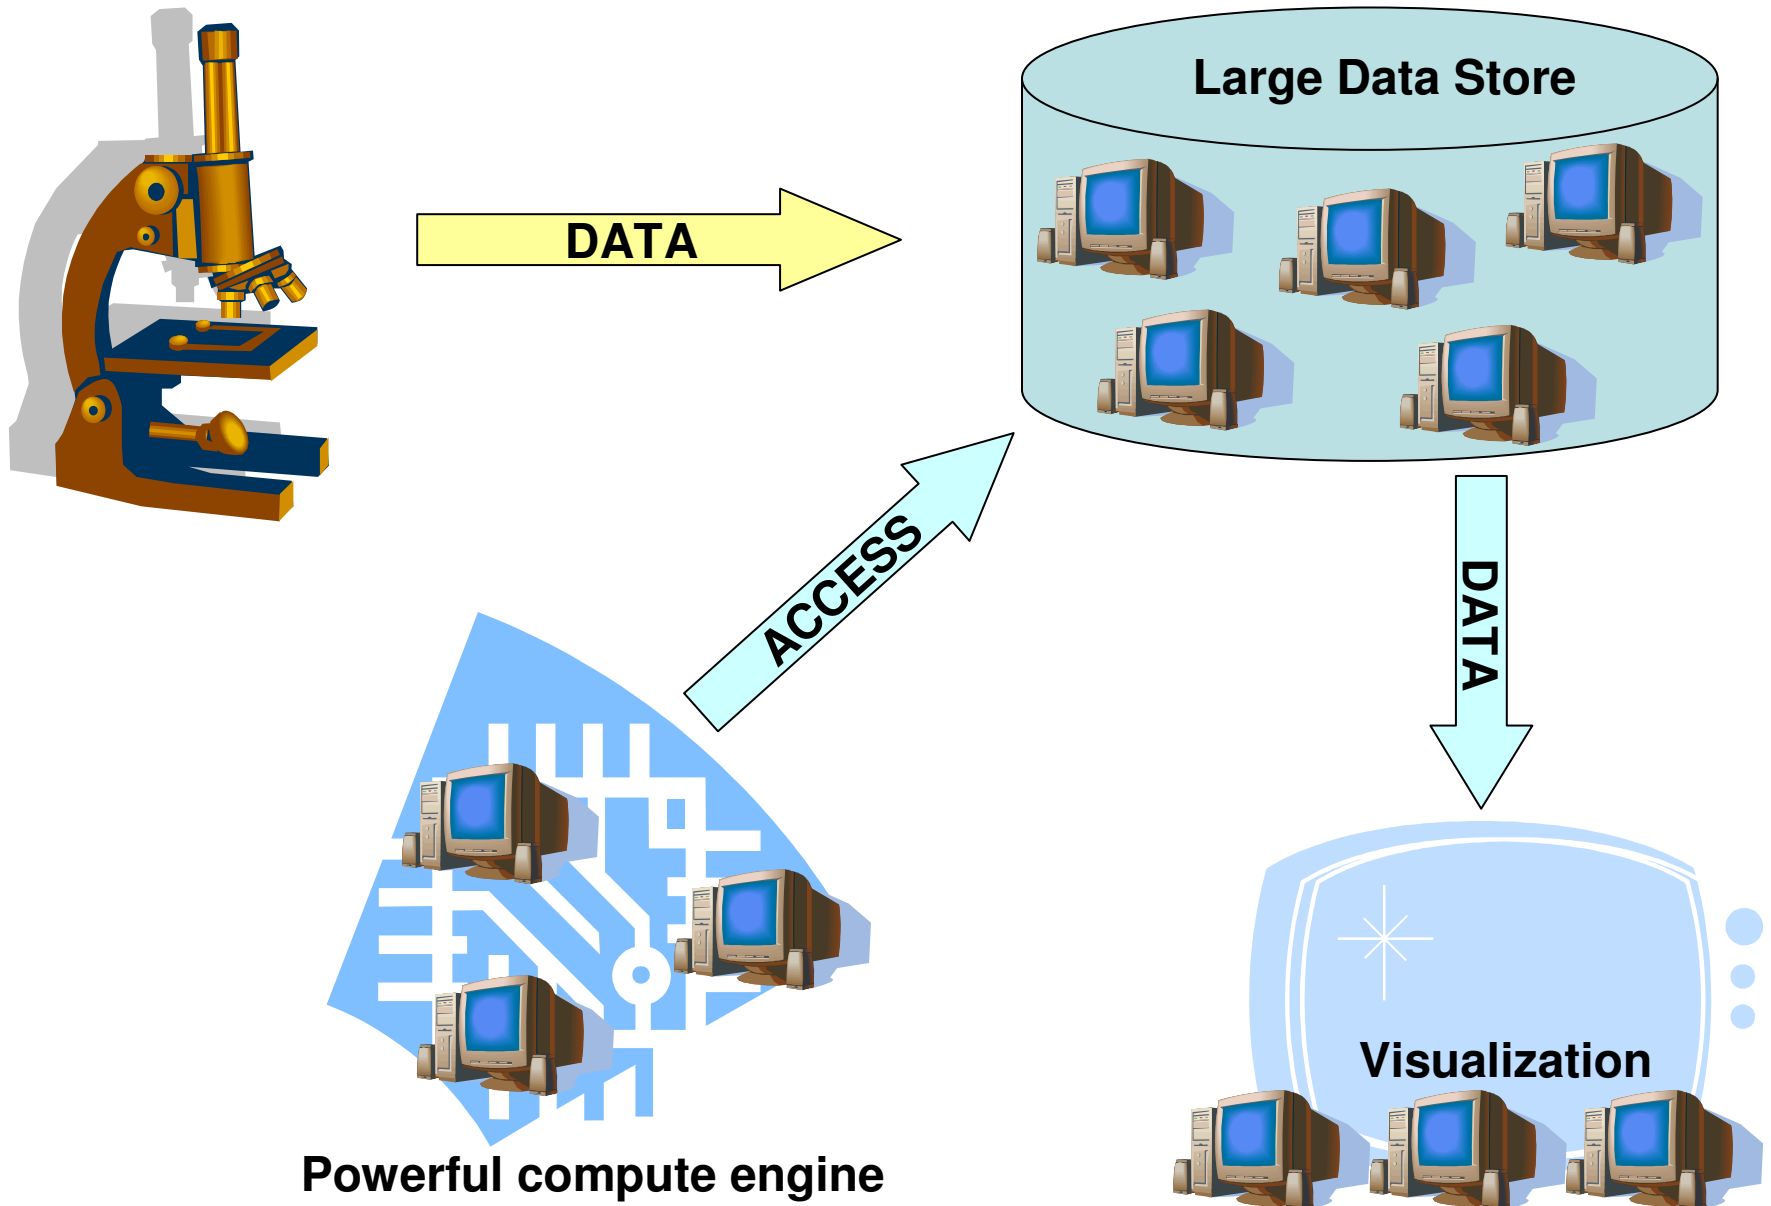 Large Data Store
DATA
ACCESS
DATA
Visualization
Powerful compute engine